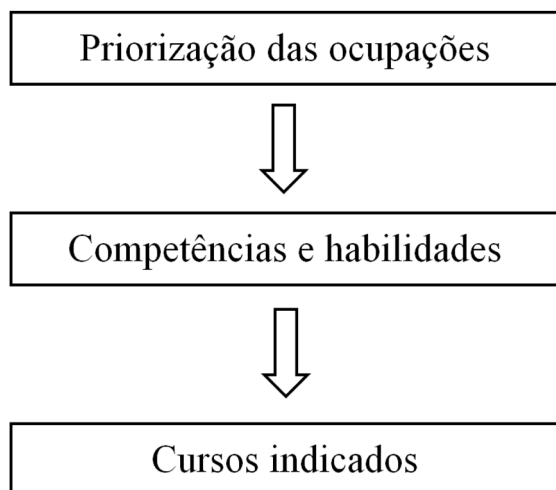 Priorização das ocupações
Competências e habilidades
Cursos indicados